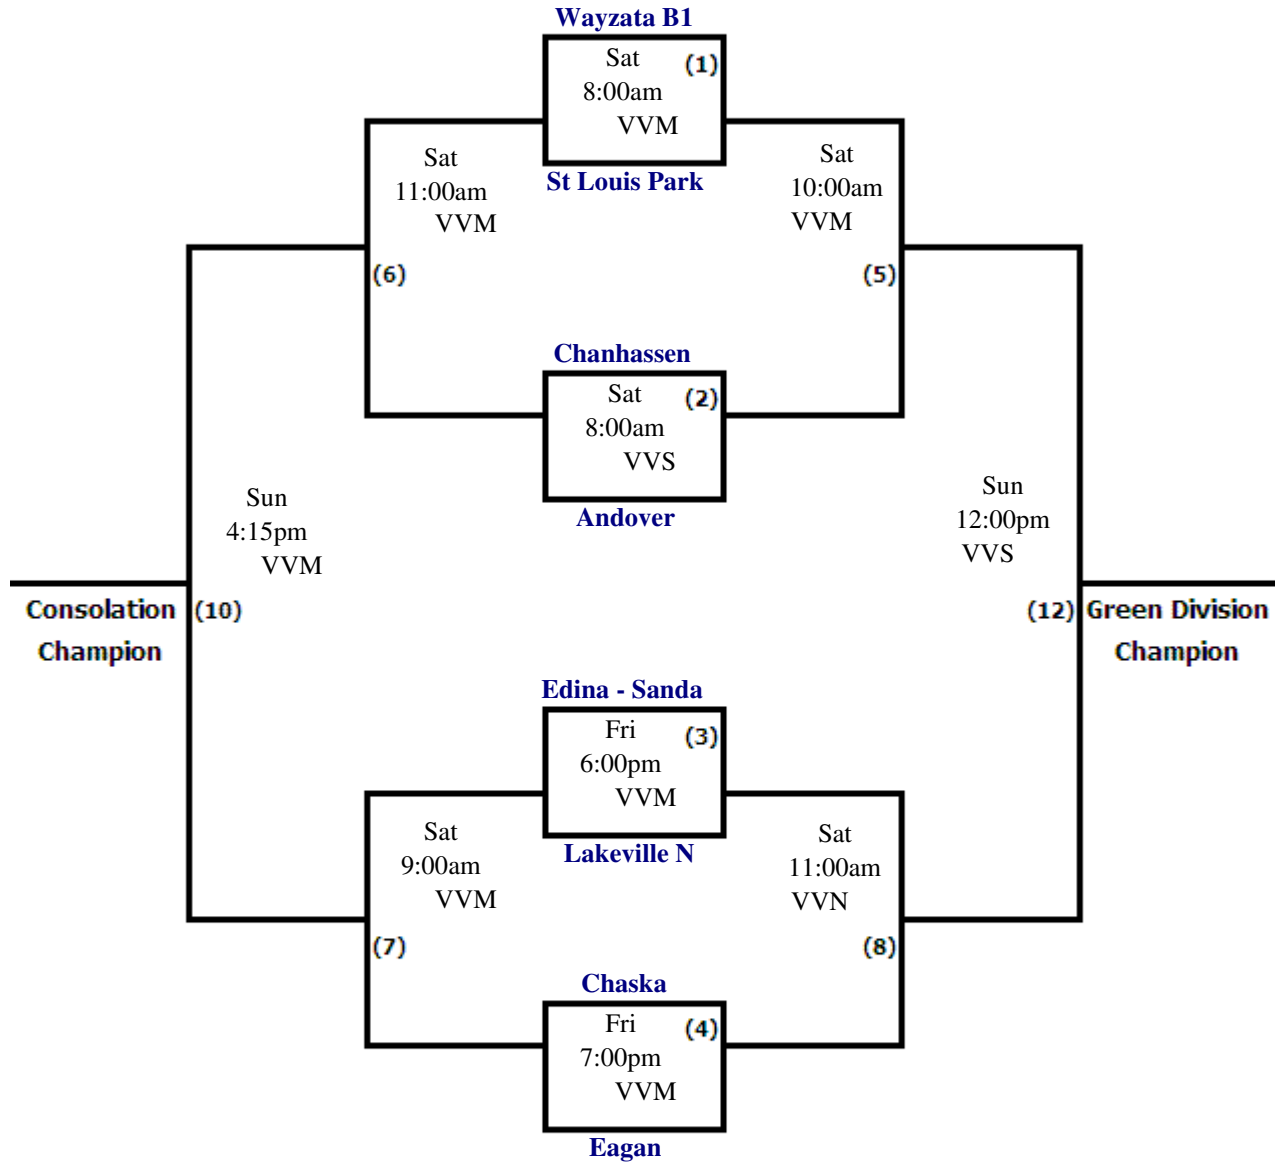 Wayzata B1
Sat (1)
8:00am
VVM
St Louis Park
Sat
11:00am
VVM
(6)
Sat
10:00am
VVM
(5)
Chanhassen
Sat (2)
8:00am
VVS
Andover
Sun
4:15pm
VVM
Consolation (10)
Champion
Sun
12:00pm
VVS
(12) Green Division
Champion
Edina - Sanda
Fri (3)
6:00pm
VVM
Lakeville N
Sat
9:00am
VVM
(7)
Sat
11:00am
VVN
(8)
Chaska
Fri (4)
7:00pm
VVM
Eagan